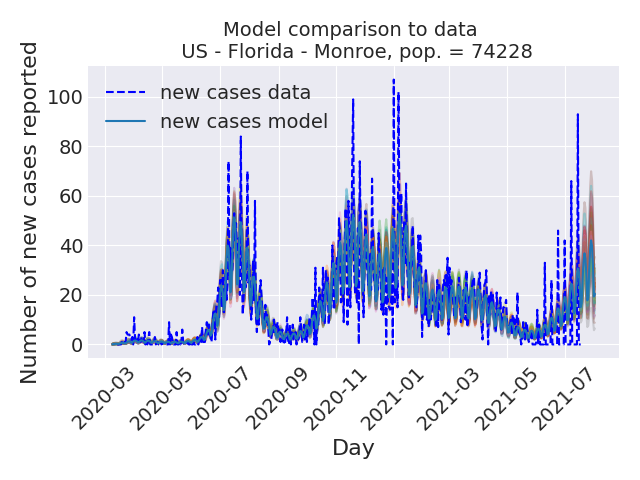 Model comparison to data
US - Florida - Monroe, pop. = 74228
Number of new cases reported
100
80
60
40
20
0
new cases data
new cases model
2020-03
2020-05
2020-07
2020-09
2020-11
2021-01
2021-03
2021-05
2021-07
Day